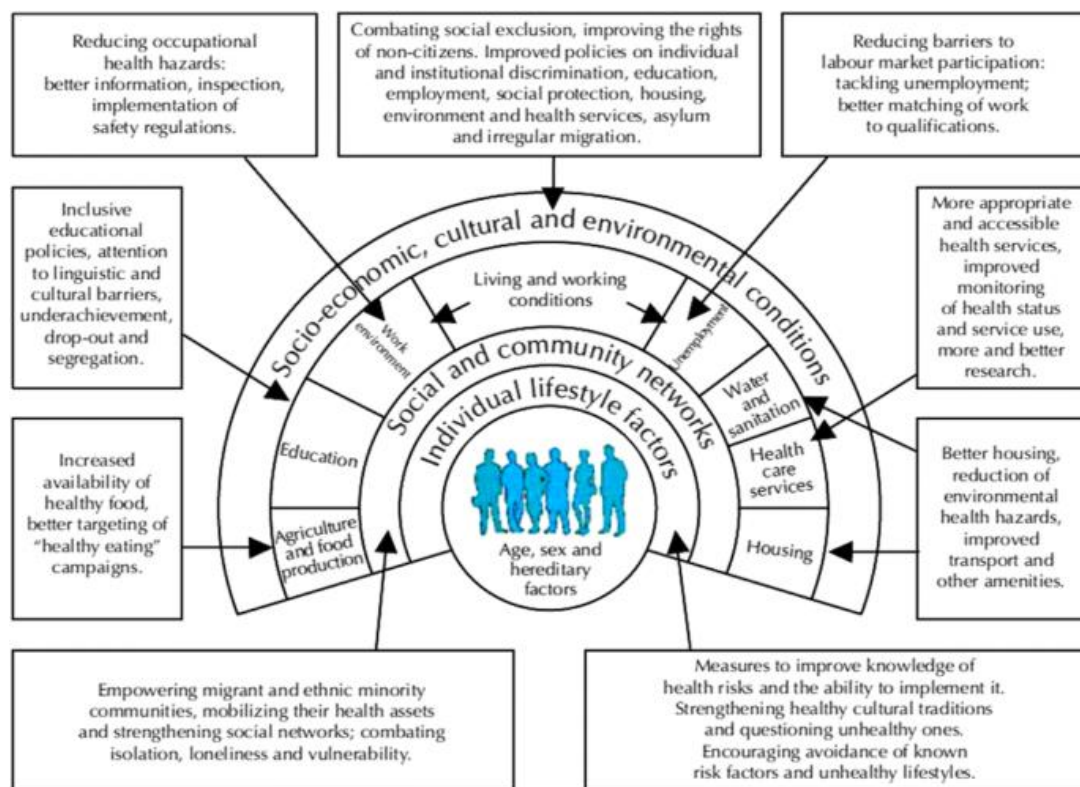 Reducing occupational
health hazards:
better information, inspection,
implementation of
safety regulations.
Combating social exclusion, improving the rights
of non-citizens. Improved policies on individual
and institutional discrimination, education,
employment, social protection, housing,
environment and health services, asylum
and irregular migration.
Reducing barriers to
labour market participation:
tackling unemployment;
better matching of work
to qualifications.
Inclusive
educational
policies, attention
to linguistic and
cultural barriers,
underachievement,
drop-out and
segregation.
More appropriate
and accessible
health services,
improved
monitoring
of health status
and service use,
more and better
research.
Increased
availability of
healthy food,
better targeting of
“healthy eating”
campaigns.
Better housing,
reduction of
environmental
health hazards,
improved
transport and
other amenities.
Socio-economic, cultural and environmental conditions
Living and working
conditions
Work
environment
Unemployment
Education
Water
and
sanitation
Health
care
services
Agriculture
and food
production
Housing
Social and community networks
Individual lifestyle factors
Age, sex and
hereditary
factors
Empowering migrant and ethnic minority
communities, mobilizing their health assets
and strengthening social networks; combating
isolation, loneliness and vulnerability.
Measures to improve knowledge of
health risks and the ability to implement it.
Strengthening healthy cultural traditions
and questioning unhealthy ones.
Encouraging avoidance of known
risk factors and unhealthy lifestyles.